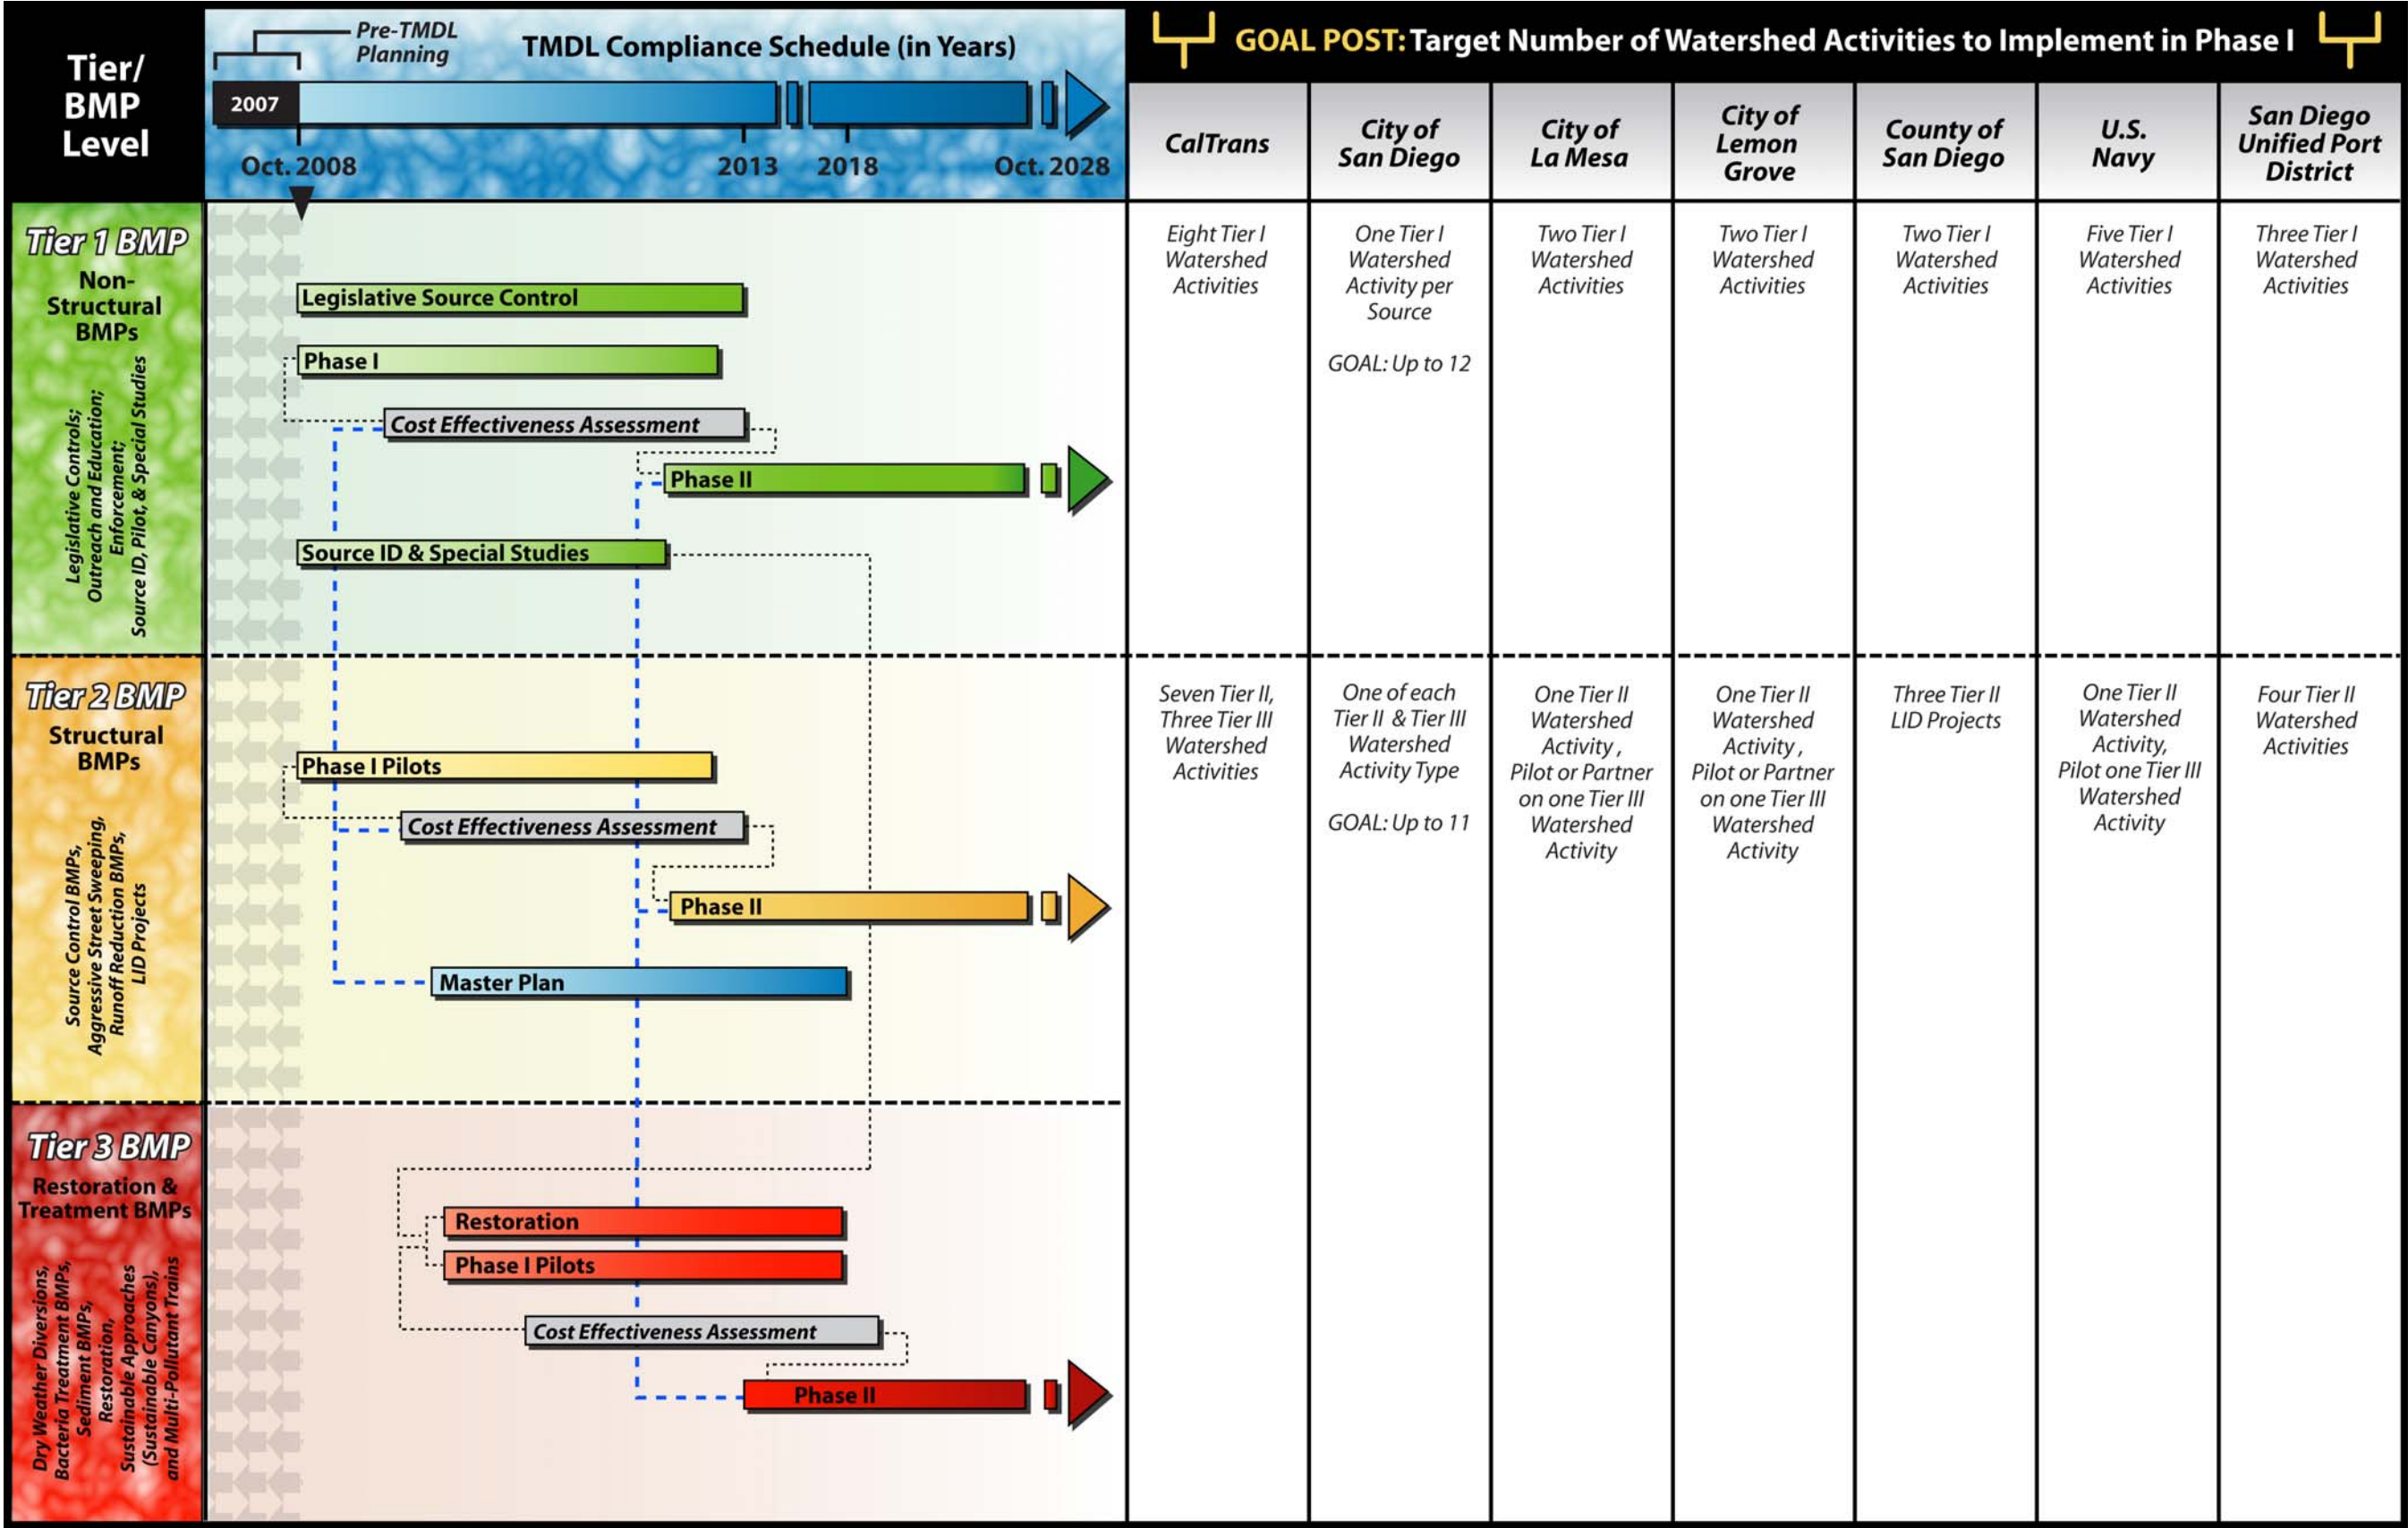 Tier/
BMP
Level
Pre-TMDL
Planning
TMDL Compliance Schedule (in Years)
2007
Oct. 2008
2013
2018
Oct. 2028
GOAL POST: Target Number of Watershed Activities to Implement in Phase I
CalTrans
City of
San Diego
City of
La Mesa
City of
Lemon
Grove
County of
San Diego
U.S.
Navy
San Diego
Unified Port
District
Tier 1 BMP
Non-
Structural
BMPs
Legislative Controls;
Outreach and Education;
Enforcement;
Source ID, Pilot, & Special Studies
Legislative Source Control
Phase I
Cost Effectiveness Assessment
Phase II
Source ID & Special Studies
Eight Tier I
Watershed
Activities
One Tier I
Watershed
Activity per
Source
GOAL: Up to 12
Two Tier I
Watershed
Activities
Two Tier I
Watershed
Activities
Two Tier I
Watershed
Activities
Five Tier I
Watershed
Activities
Three Tier I
Watershed
Activities
Tier 2 BMP
Structural
BMPs
Source Control BMPs,
Aggressive Street Sweeping,
Runoff Reduction BMPs,
LID Projects
Phase I Pilots
Cost Effectiveness Assessment
Phase II
Master Plan
Seven Tier II,
Three Tier III
Watershed
Activities
One of each
Tier II & Tier III
Watershed
Activity Type
GOAL: Up to 11
One Tier II
Watershed
Activity ,
Pilot or Partner
on one Tier III
Watershed
Activity
One Tier II
Watershed
Activity ,
Pilot or Partner
on one Tier III
Watershed
Activity
Three Tier II
LID Projects
One Tier II
Watershed
Activity,
Pilot one Tier III
Watershed
Activity
Four Tier II
Watershed
Activities
Tier 3 BMP
Restoration &
Treatment BMPs
Dry Weather Diversions,
Bacteria Treatment BMPs,
Sediment BMPs,
Restoration,
Sustainable Approaches
(Sustainable Canyons),
and Multi-Pollutant Trains
Restoration
Phase I Pilots
Cost Effectiveness Assessment
Phase II